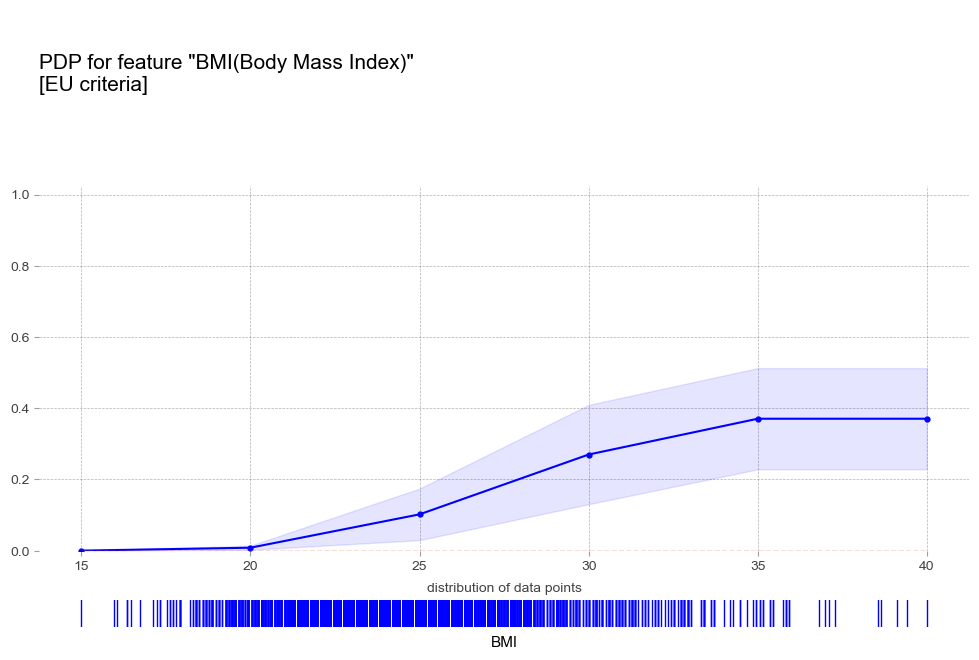 PDP for feature "BMI(Body Mass Index)"
[EU criteria]
1.0
0.8
0.6
0.4
0.2
0.0
15 20 25 30 35 40
distribution of data points
BMI